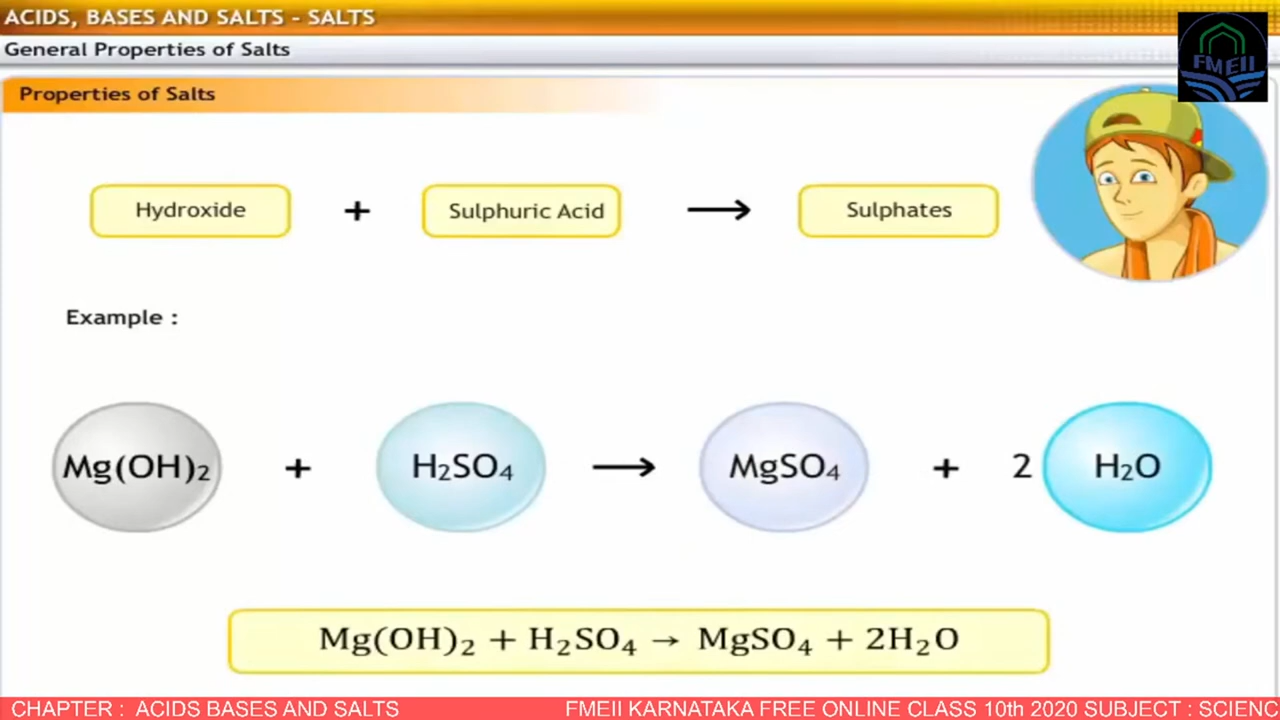 ACIDS, BASES AND SALTS - SALTS
General Properties of Salts
FMEII
Properties of Salts
Hydroxide + Sulphuric Acid → Sulphates
Example :
Mg(OH)₂ + H₂SO₄ → MgSO₄ + 2 H₂O
Mg(OH)₂ + H₂SO₄ → MgSO₄ + 2H₂O
CHAPTER : ACIDS BASES AND SALTS FMEII KARNATAKA FREE ONLINE CLASS 10th 2020 SUBJECT : SCIENC